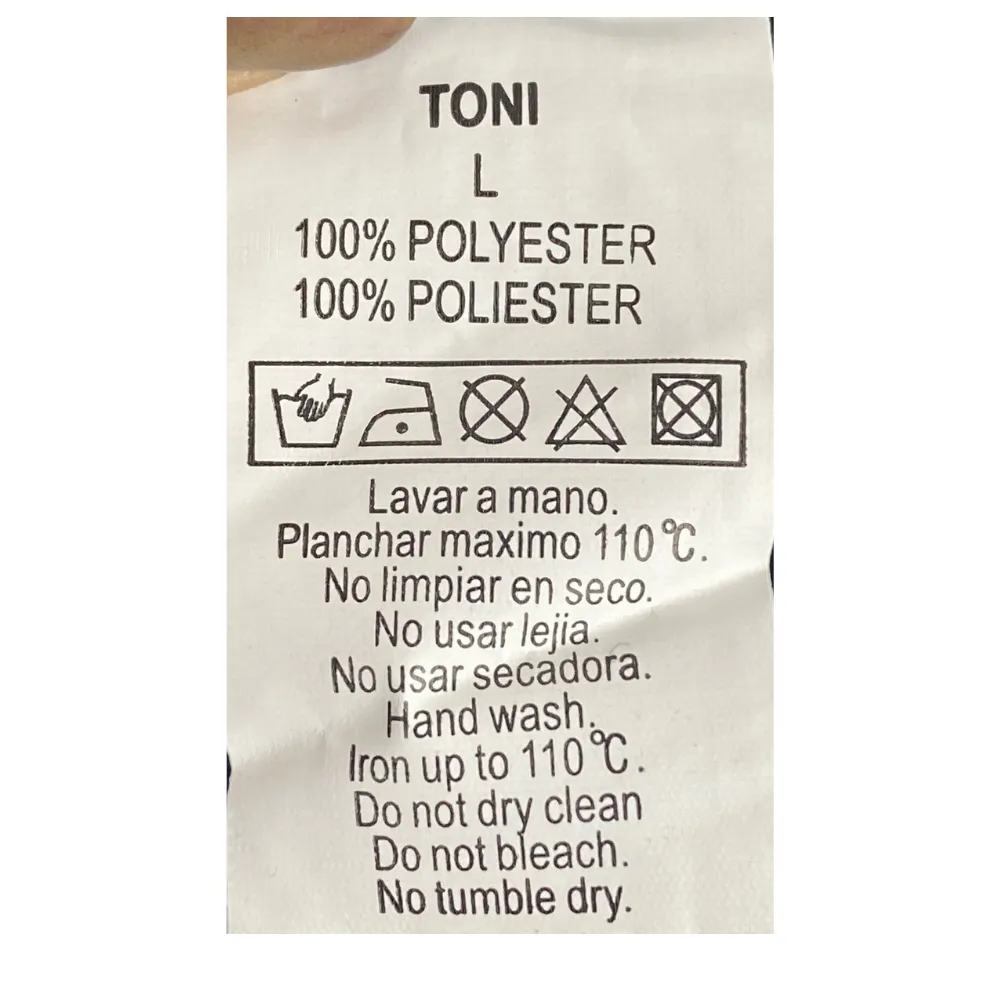 TONI
L
100% POLYESTER
100% POLIESTER
Lavar a mano.
Planchar maximo 110°C.
No limpiar en seco.
No usar lejia.
No usar secadora.
Hand wash.
Iron up to 110°C.
Do not dry clean
Do not bleach.
No tumble dry.